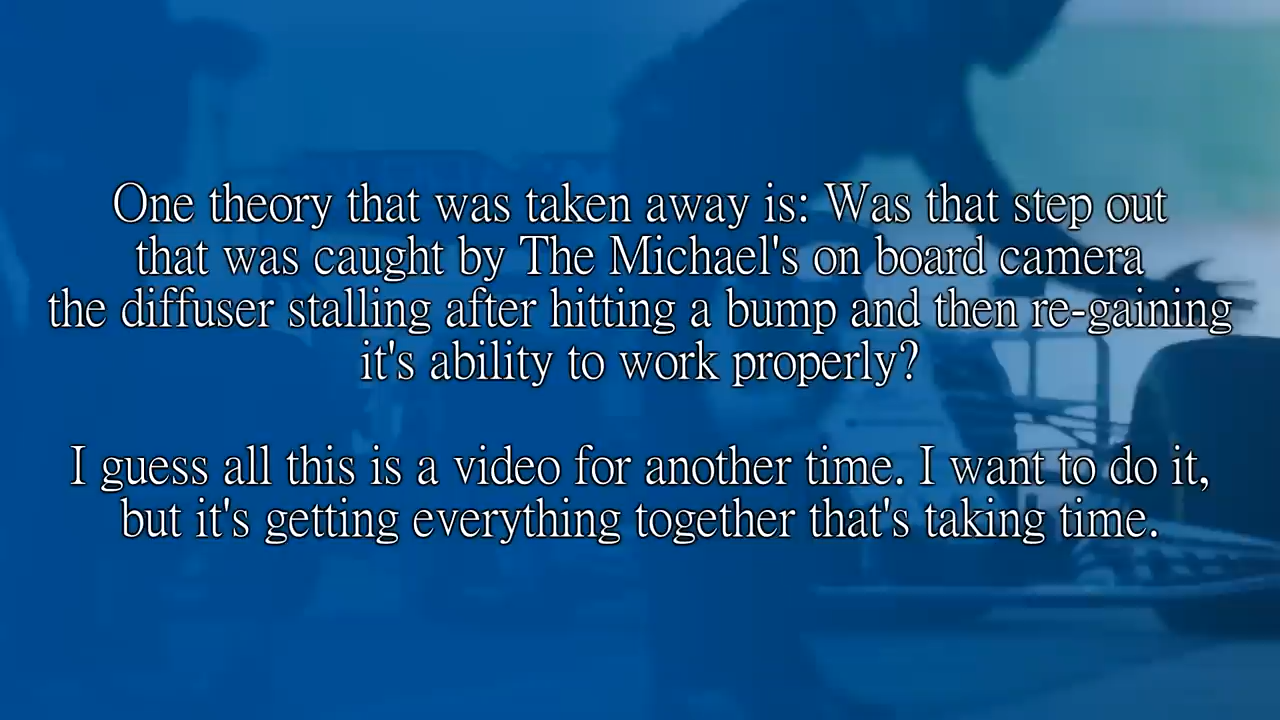 One theory that was taken away is: Was that step out
that was caught by The Michael's on board camera
the diffuser stalling after hitting a bump and then re-gaining
it's ability to work properly?
I guess all this is a video for another time. I want to do it,
but it's getting everything together that's taking time.